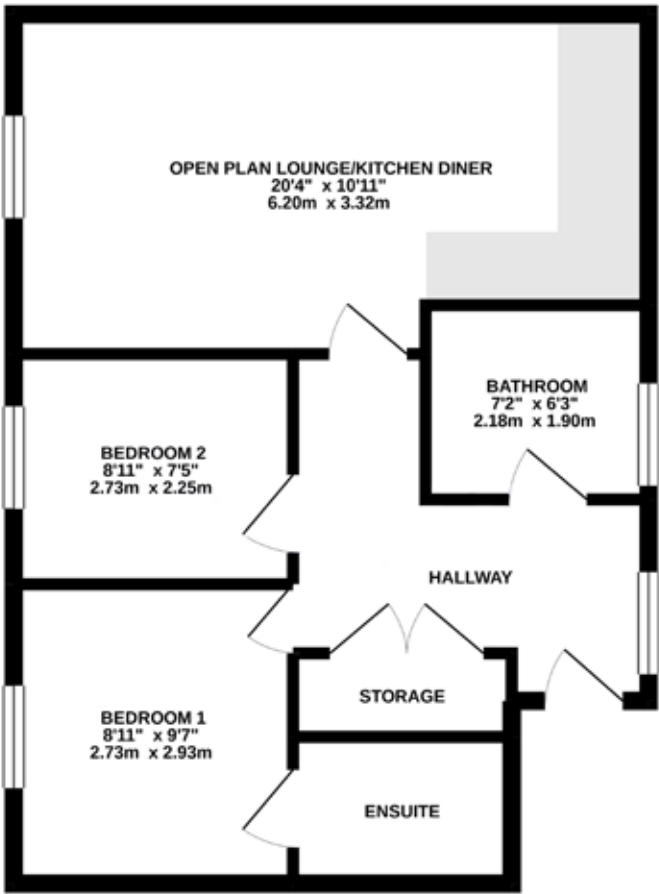 OPEN PLAN LOUNGE/KITCHEN DINER
20'4" x 10'11"
6.20m x 3.32m
BATHROOM
7'2" x 6'3"
2.18m x 1.90m
BEDROOM 2
8'11" x 7'5"
2.73m x 2.25m
HALLWAY
STORAGE
BEDROOM 1
8'11" x 9'7"
2.73m x 2.93m
ENSUITE